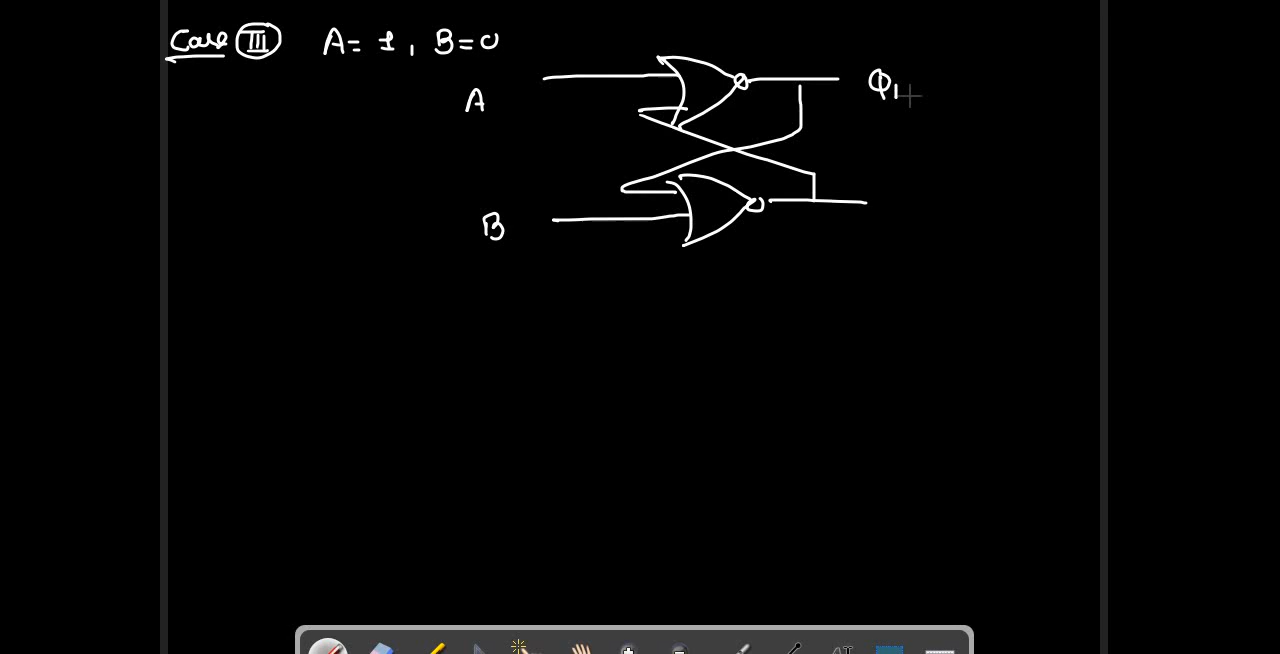 Case III A = 1, B = 0
A
Q1
B